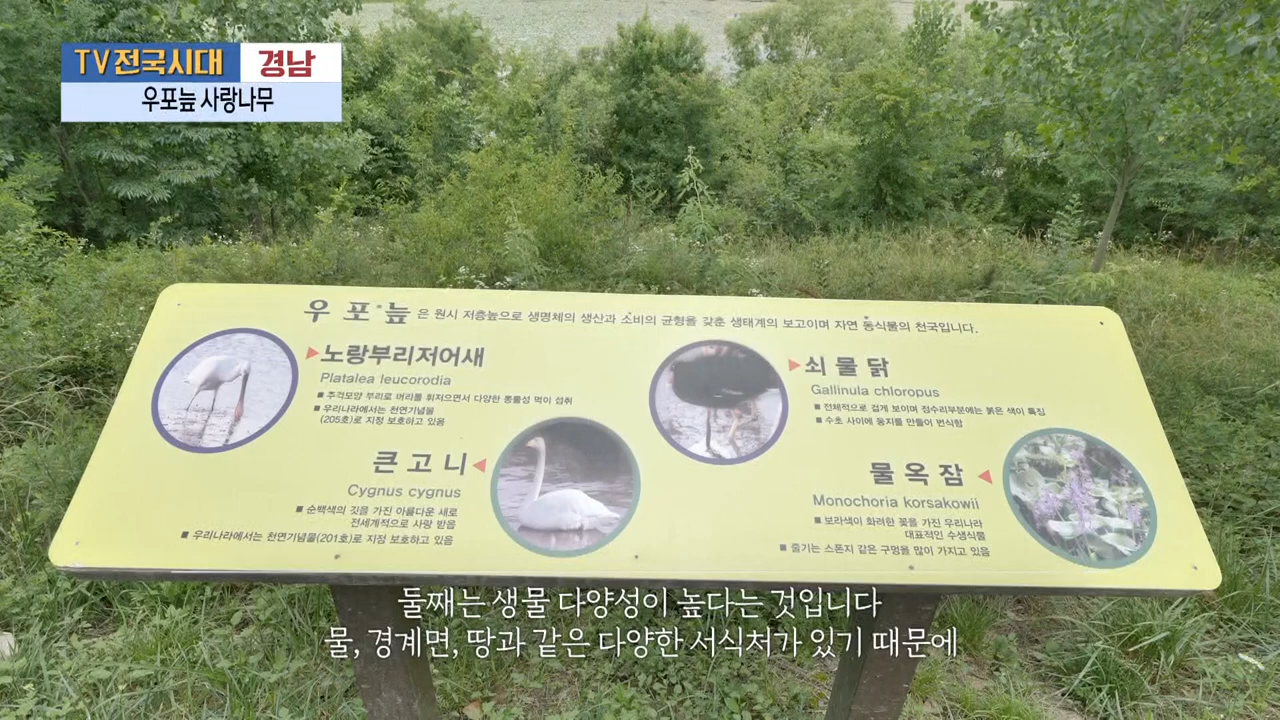 TV전국시대 경남
우포늪 사랑나무
우포늪은 원시 저층늪으로 생명체의 생산과 소비의 균형을 갖춘 생태계의 보고이며 자연 동식물의 천국입니다.
노랑부리저어새
Platalea leucorodia
■ 주걱모양 부리로 머리를 휘저으면서 다양한 동물성 먹이 섭취
■ 우리나라에서는 천연기념물
(205호)로 지정 보호하고 있음
큰고니
Cygnus cygnus
■ 순백색의 깃을 가진 아름다운 새로
전세계적으로 사랑 받음
■ 우리나라에서는 천연기념물(201호)로 지정 보호하고 있음
쇠물닭
Gallinula chloropus
■ 전체적으로 검게 보이며 정수리부분에는 붉은 색이 특징
■ 수초 사이에 둥지를 만들어 번식함
물옥잠
Monochoria korsakowii
■ 보라색이 화려한 꽃을 가진 우리나라
대표적인 수생식물
■ 줄기는 스폰지 같은 구멍을 많이 가지고 있음
둘째는 생물 다양성이 높다는 것입니다
물, 경계면, 땅과 같은 다양한 서식처가 있기 때문에